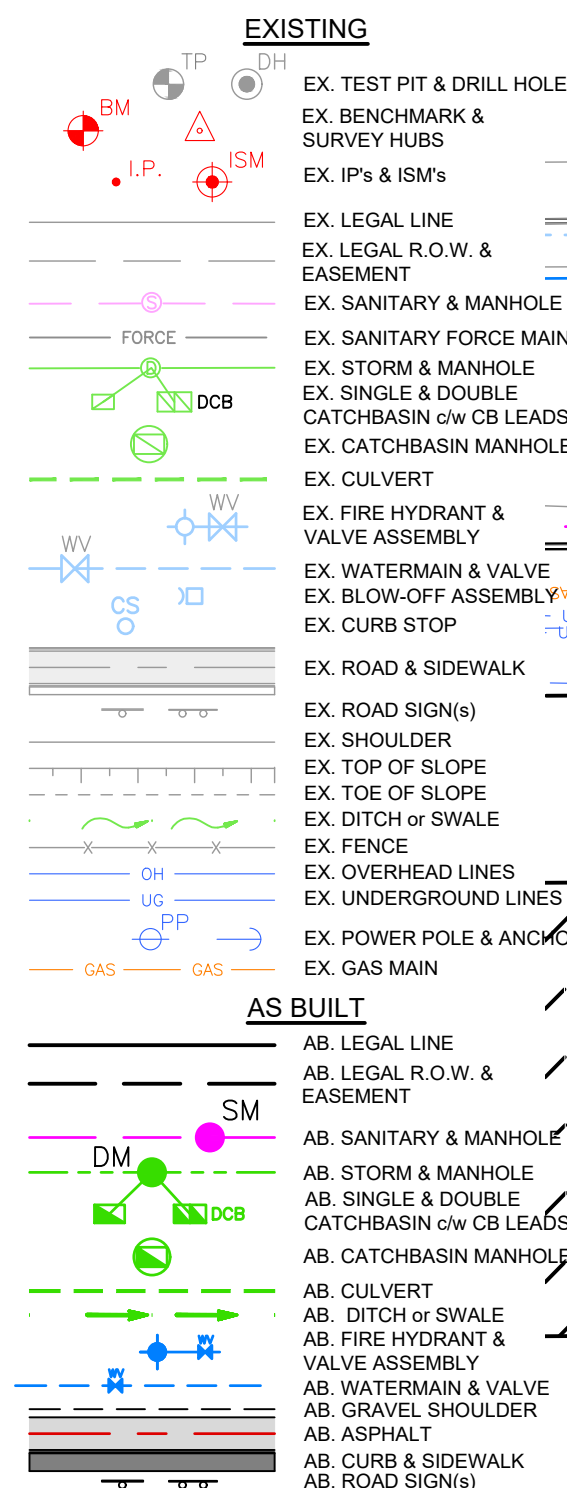 EXISTING
TP DH
EX. TEST PIT & DRILL HOLE
BM
EX. BENCHMARK &
SURVEY HUBS
I.P. ISM
EX. IP's & ISM's
EX. LEGAL LINE
EX. LEGAL R.O.W. &
EASEMENT
S
EX. SANITARY & MANHOLE
FORCE
EX. SANITARY FORCE MAIN
D
EX. STORM & MANHOLE
EX. SINGLE & DOUBLE
DCB
CATCHBASIN c/w CB LEADS
EX. CATCHBASIN MANHOLE
EX. CULVERT
WV
EX. FIRE HYDRANT &
VALVE ASSEMBLY
WV
EX. WATERMAIN & VALVE
EX. BLOW-OFF ASSEMBLY
CS
EX. CURB STOP
EX. ROAD & SIDEWALK
EX. ROAD SIGN(s)
EX. SHOULDER
EX. TOP OF SLOPE
EX. TOE OF SLOPE
EX. DITCH or SWALE
X X X
EX. FENCE
OH
EX. OVERHEAD LINES
UG
EX. UNDERGROUND LINES
PP
EX. POWER POLE & ANCHO
GAS GAS
EX. GAS MAIN
AS BUILT
AB. LEGAL LINE
AB. LEGAL R.O.W. &
EASEMENT
SM
AB. SANITARY & MANHOLE
DM
AB. STORM & MANHOLE
AB. SINGLE & DOUBLE
DCB
CATCHBASIN c/w CB LEADS
AB. CATCHBASIN MANHOLE
AB. CULVERT
AB. DITCH or SWALE
WV
AB. FIRE HYDRANT &
VALVE ASSEMBLY
WV
AB. WATERMAIN & VALVE
AB. GRAVEL SHOULDER
AB. ASPHALT
AB. CURB & SIDEWALK
AB. ROAD SIGN(s)